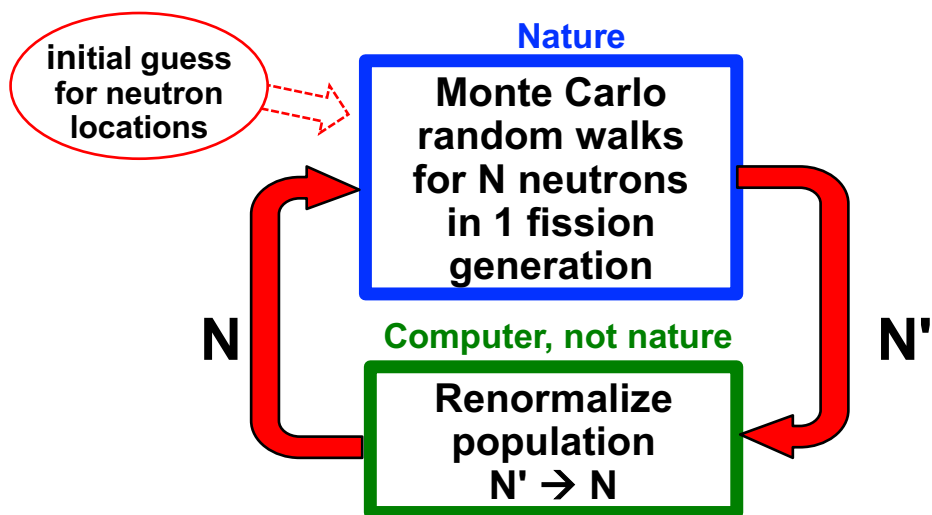 initial guess
for neutron
locations
Nature
Monte Carlo
random walks
for N neutrons
in 1 fission
generation
N
N'
Computer, not nature
Renormalize
population
N' → N